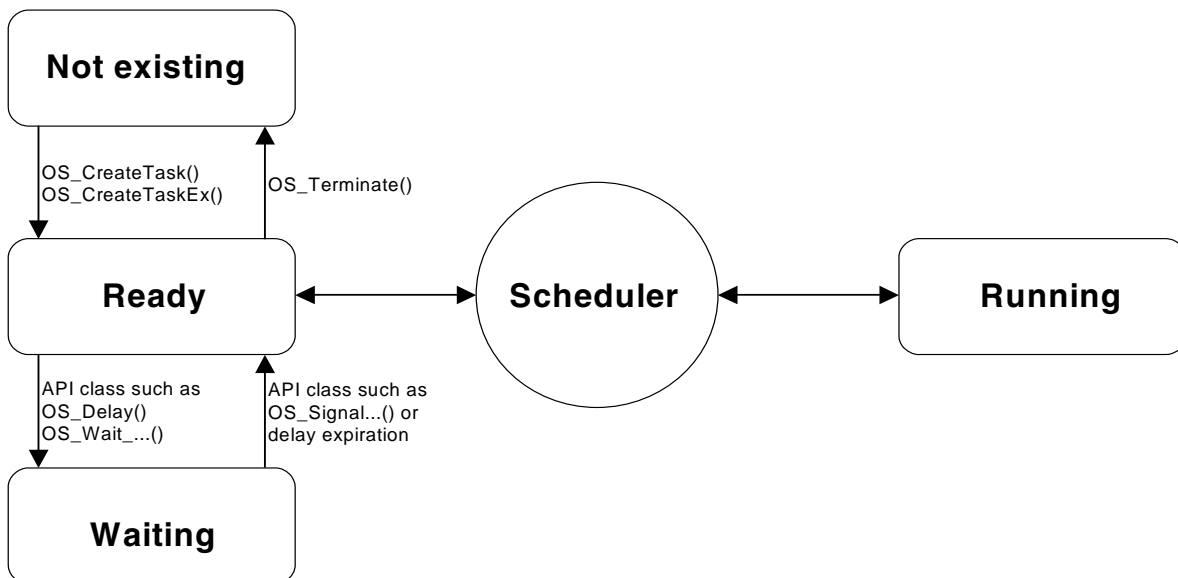 Not existing
OS_CreateTask()
OS_CreateTaskEx()
OS_Terminate()
Ready
Scheduler
Running
API class such as
OS_Delay()
OS_Wait_...()
API class such as
OS_Signal...() or
delay expiration
Waiting